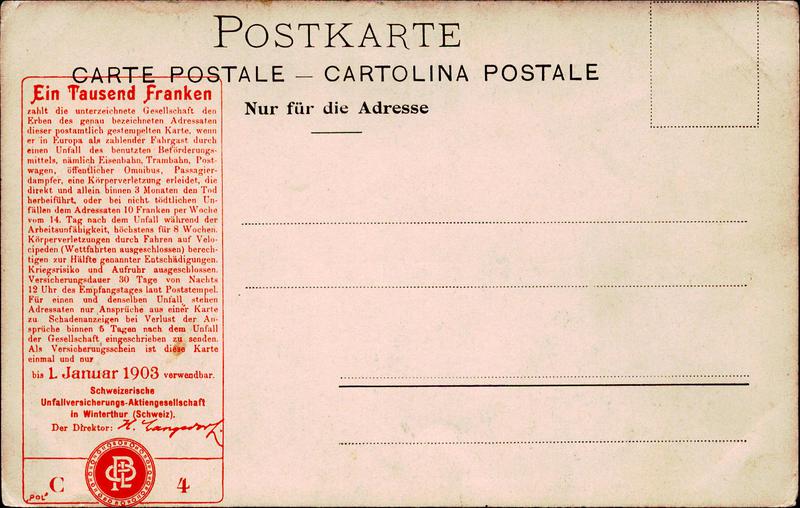 POSTKARTE
CARTE POSTALE — CARTOLINA POSTALE
Nur für die Adresse
Ein Tausend Franken
zahlt die unterzeichnete Gesellschaft den
Erben des genau bezeichneten Adressaten
dieser postamtlich gestempelten Karte, wenn
er in Europa als zahlender Fahrgast durch
einen Unfall des benutzten Beförderungs-
mittels, nämlich Eisenbahn, Trambahn, Post-
wagen, öffentlicher Omnibus, Passagier-
dampfer, eine Körperverletzung erleidet, die
direkt und allein binnen 3 Monaten den Tod
herbeiführt, oder bei nicht tödtlichen Un-
fällen dem Adressaten 10 Franken per Woche
vom 14. Tag nach dem Unfall während der
Arbeitsunfähigkeit, höchstens für 8 Wochen.
Körperverletzungen durch Fahren auf Velo-
cipeden (Wettfahrten ausgeschlossen) berech-
tigen zur Hälfte genannter Entschädigungen.
Kriegsrisiko und Aufruhr ausgeschlossen.
Versicherungsdauer 30 Tage von Nachts
12 Uhr des Empfangstages laut Poststempel.
Für einen und denselben Unfall stehen
Adressaten nur Ansprüche aus einer Karte
zu. Schadenanzeigen bei Verlust der An-
sprüche binnen 5 Tagen nach dem Unfall
der Gesellschaft eingeschrieben zu senden.
Als Versicherungsschein ist diese Karte
einmal und nur
bis 1. Januar 1903 verwendbar.
Schweizerische
Unfallversicherungs-Aktiengesellschaft
in Winterthur (Schweiz).
Der Direktor: H. Langsdorf.
C 4
„POL"